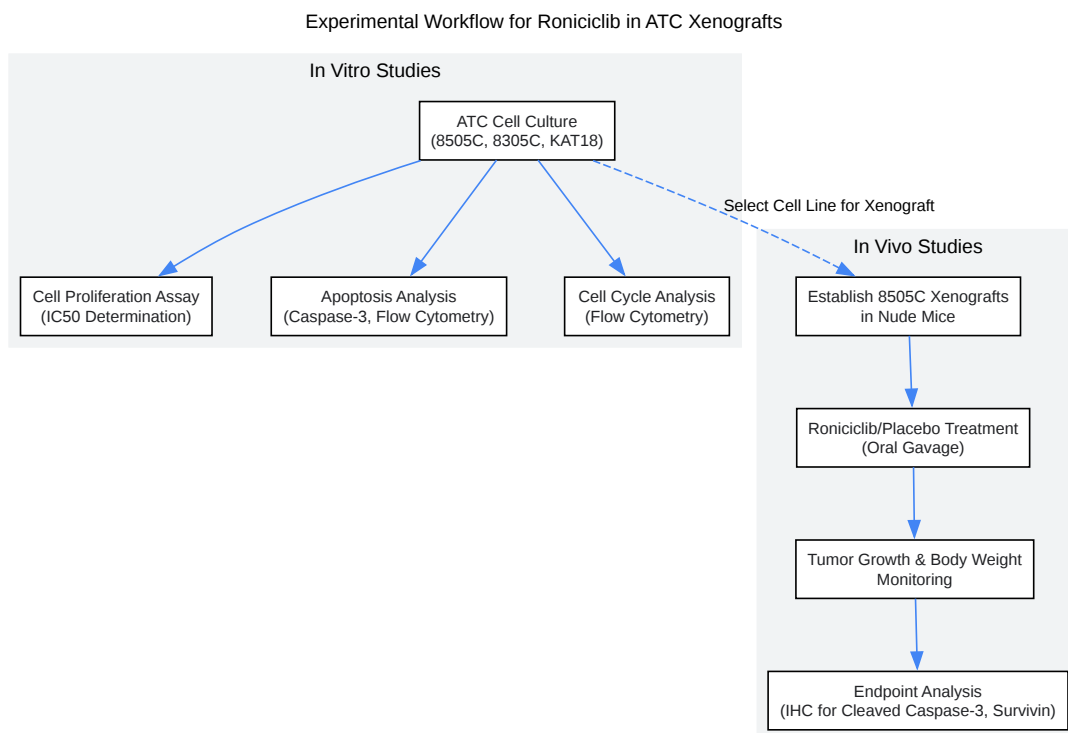 Experimental Workflow for Roniciclib in ATC Xenografts
In Vitro Studies
ATC Cell Culture
(8505C, 8305C, KAT18)
Select Cell Line for Xenograft
Cell Proliferation Assay
(IC50 Determination)
Apoptosis Analysis
(Caspase-3, Flow Cytometry)
Cell Cycle Analysis
(Flow Cytometry)
In Vivo Studies
Establish 8505C Xenografts
in Nude Mice
Roniciclib/Placebo Treatment
(Oral Gavage)
Tumor Growth & Body Weight
Monitoring
Endpoint Analysis
(IHC for Cleaved Caspase-3, Survivin)